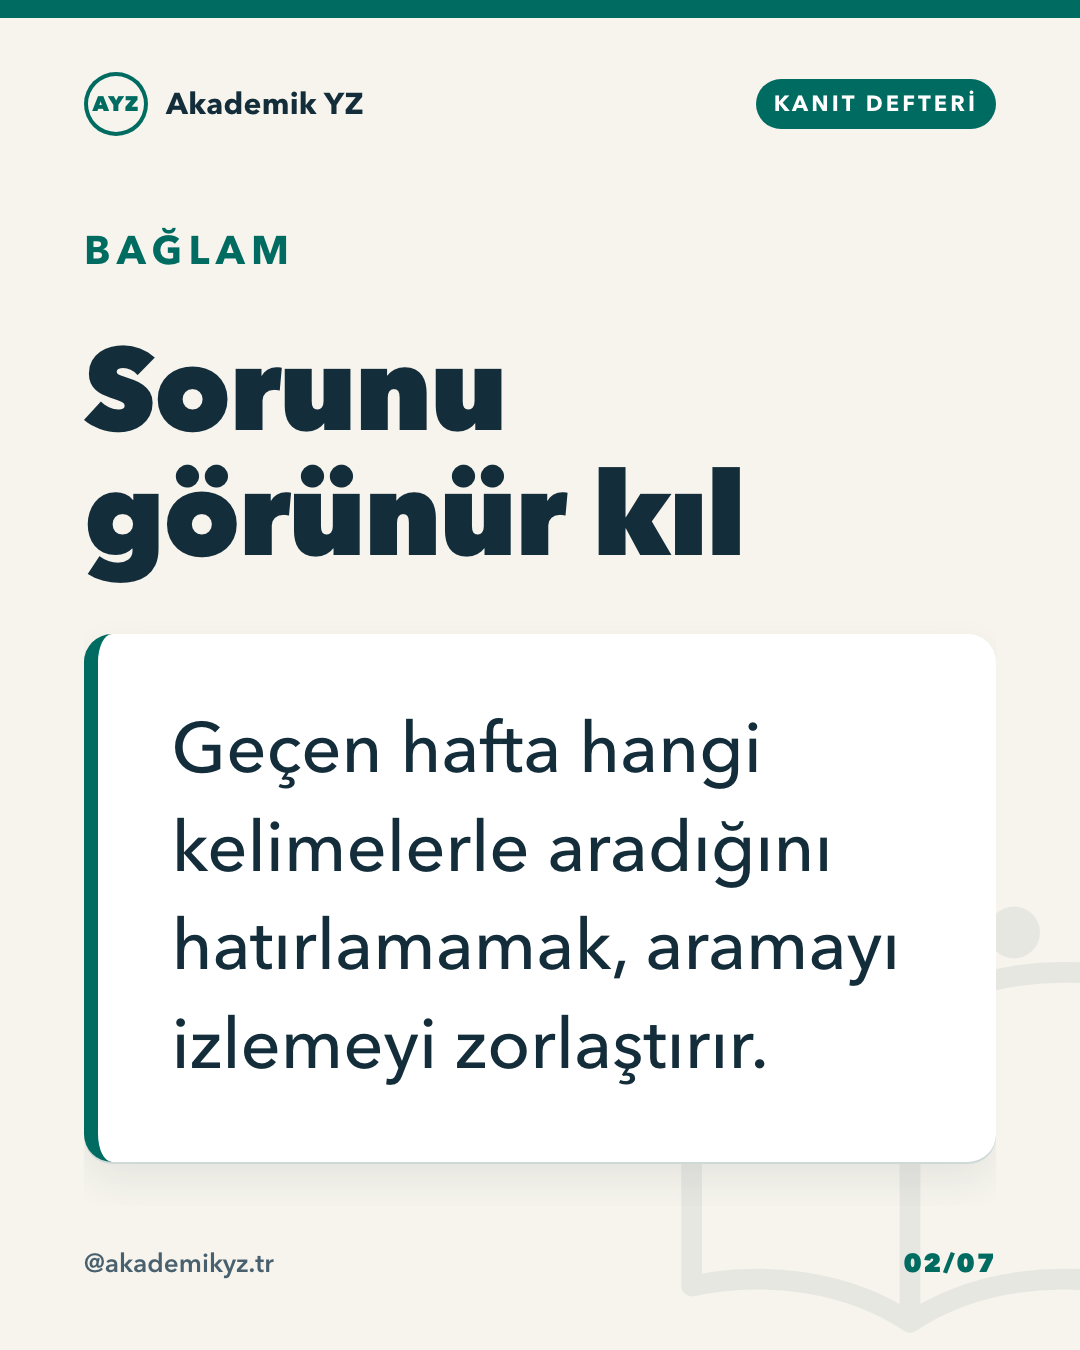 AYZ Akademik YZ
KANIT DEFTERİ
BAĞLAM
Sorunu
görünür kıl
Geçen hafta hangi
kelimelerle aradığını
hatırlamamak, aramayı
izlemeyi zorlaştırır.
@akademikyz.tr
02/07